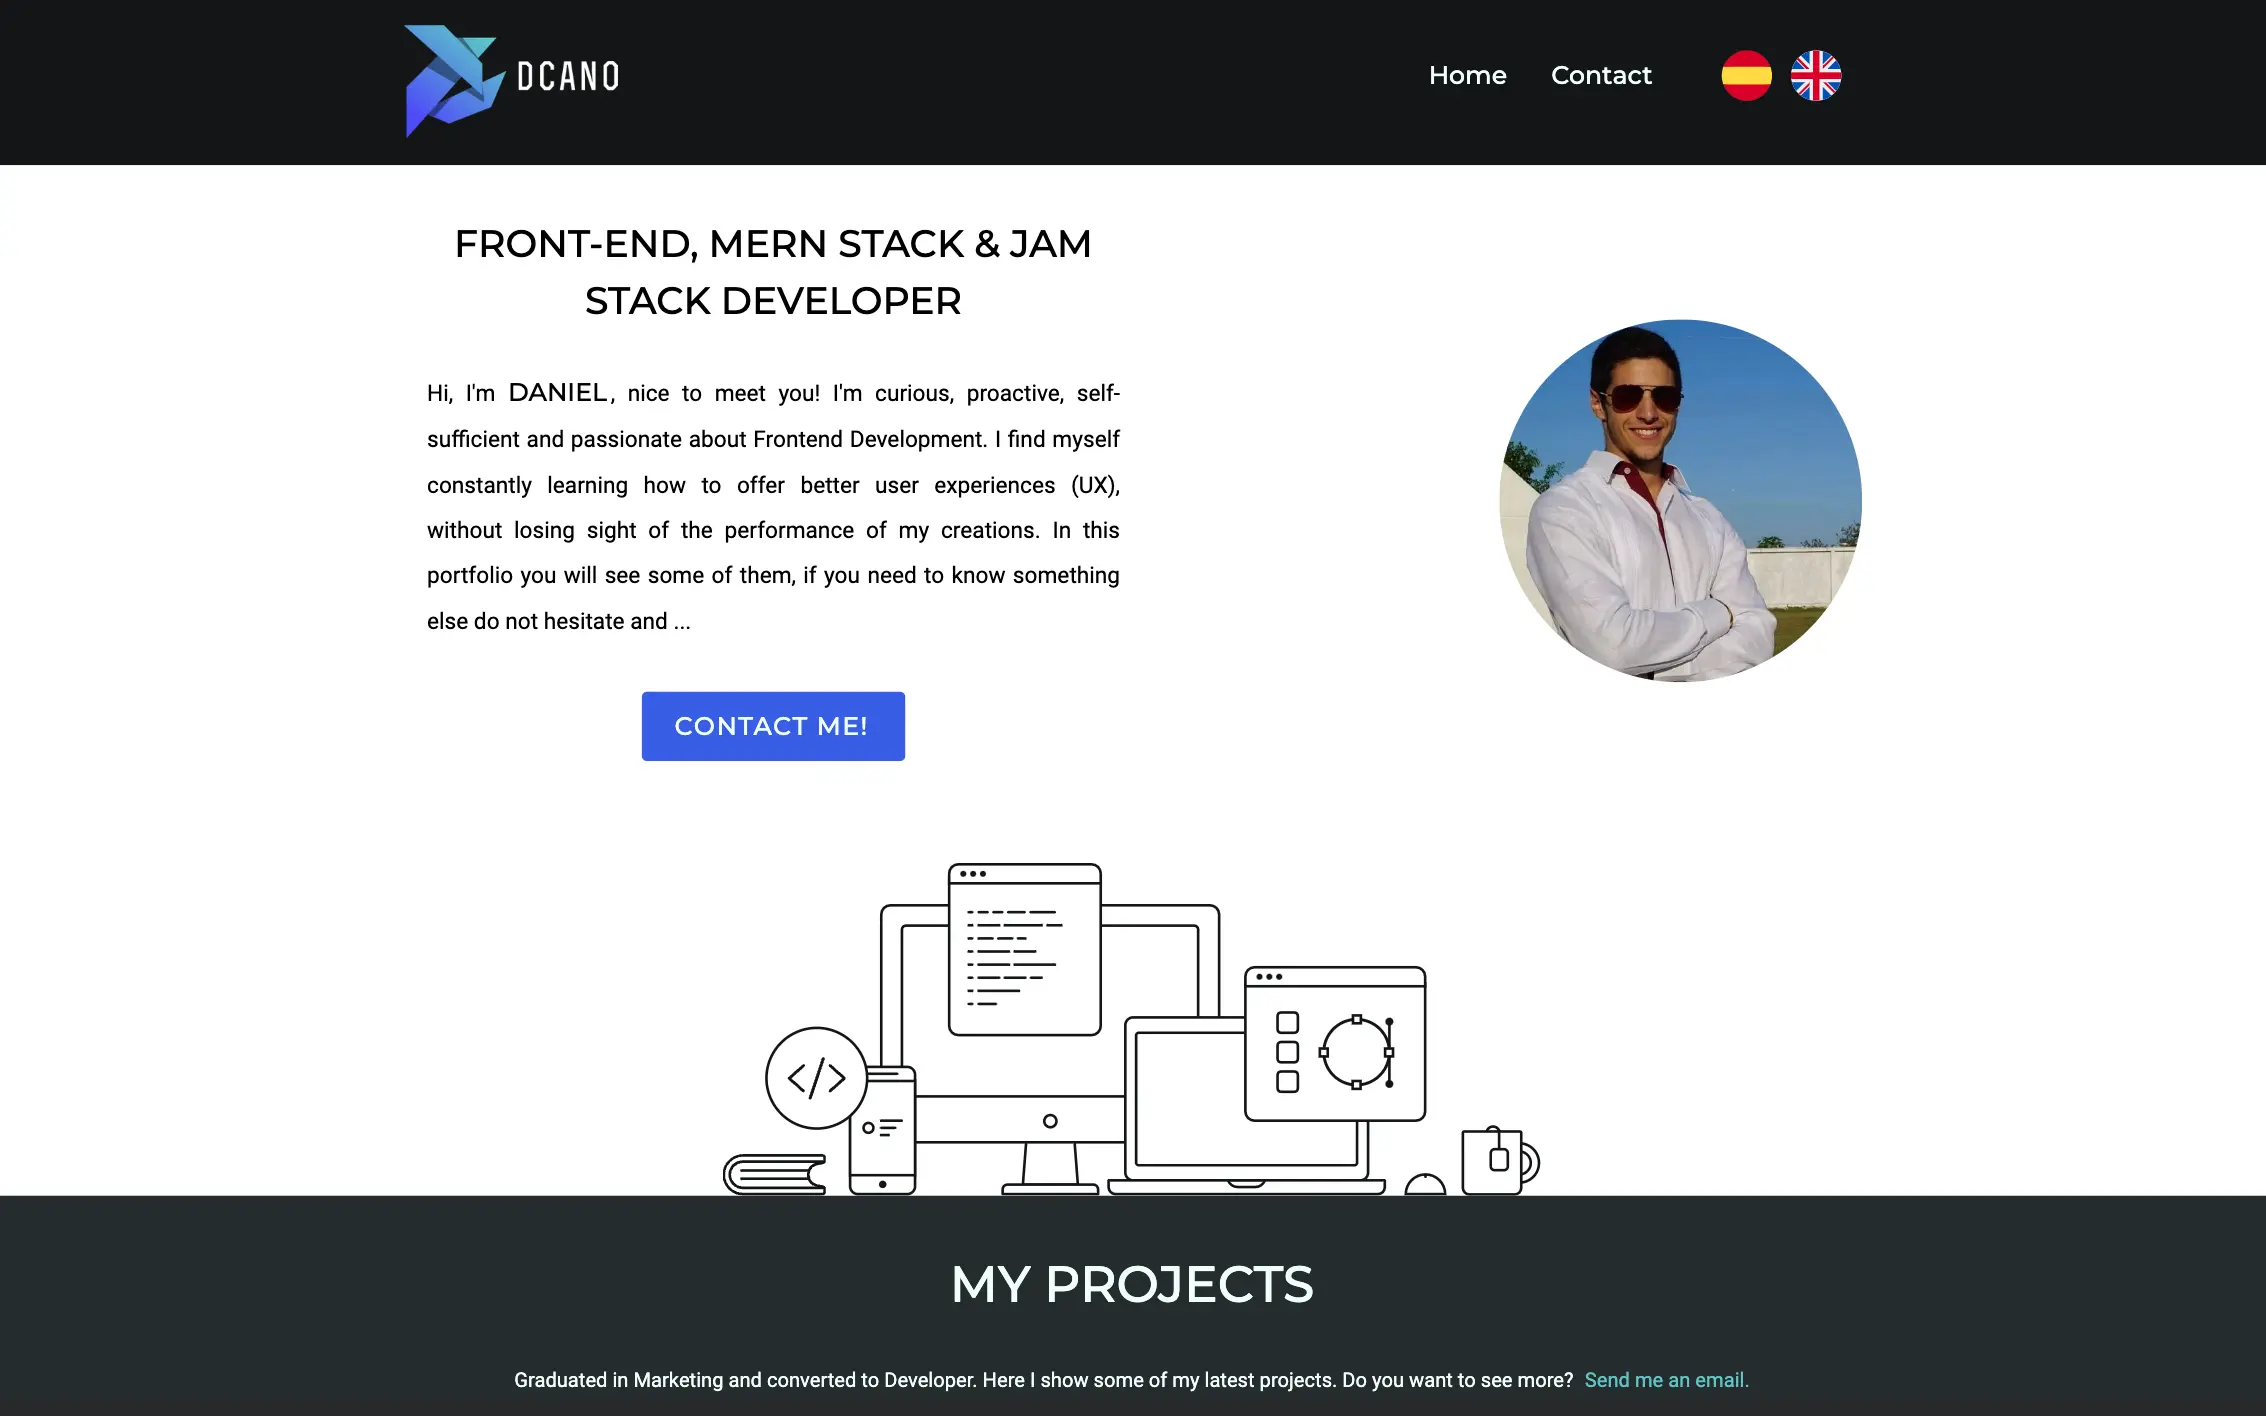 DCANO
Home
Contact
FRONT-END, MERN STACK & JAM
STACK DEVELOPER
Hi, I'm DANIEL, nice to meet you! I'm curious, proactive, self-
sufficient and passionate about Frontend Development. I find myself
constantly learning how to offer better user experiences (UX),
without losing sight of the performance of my creations. In this
portfolio you will see some of them, if you need to know something
else do not hesitate and ...
CONTACT ME!
</>
MY PROJECTS
Graduated in Marketing and converted to Developer. Here I show some of my latest projects. Do you want to see more? Send me an email.